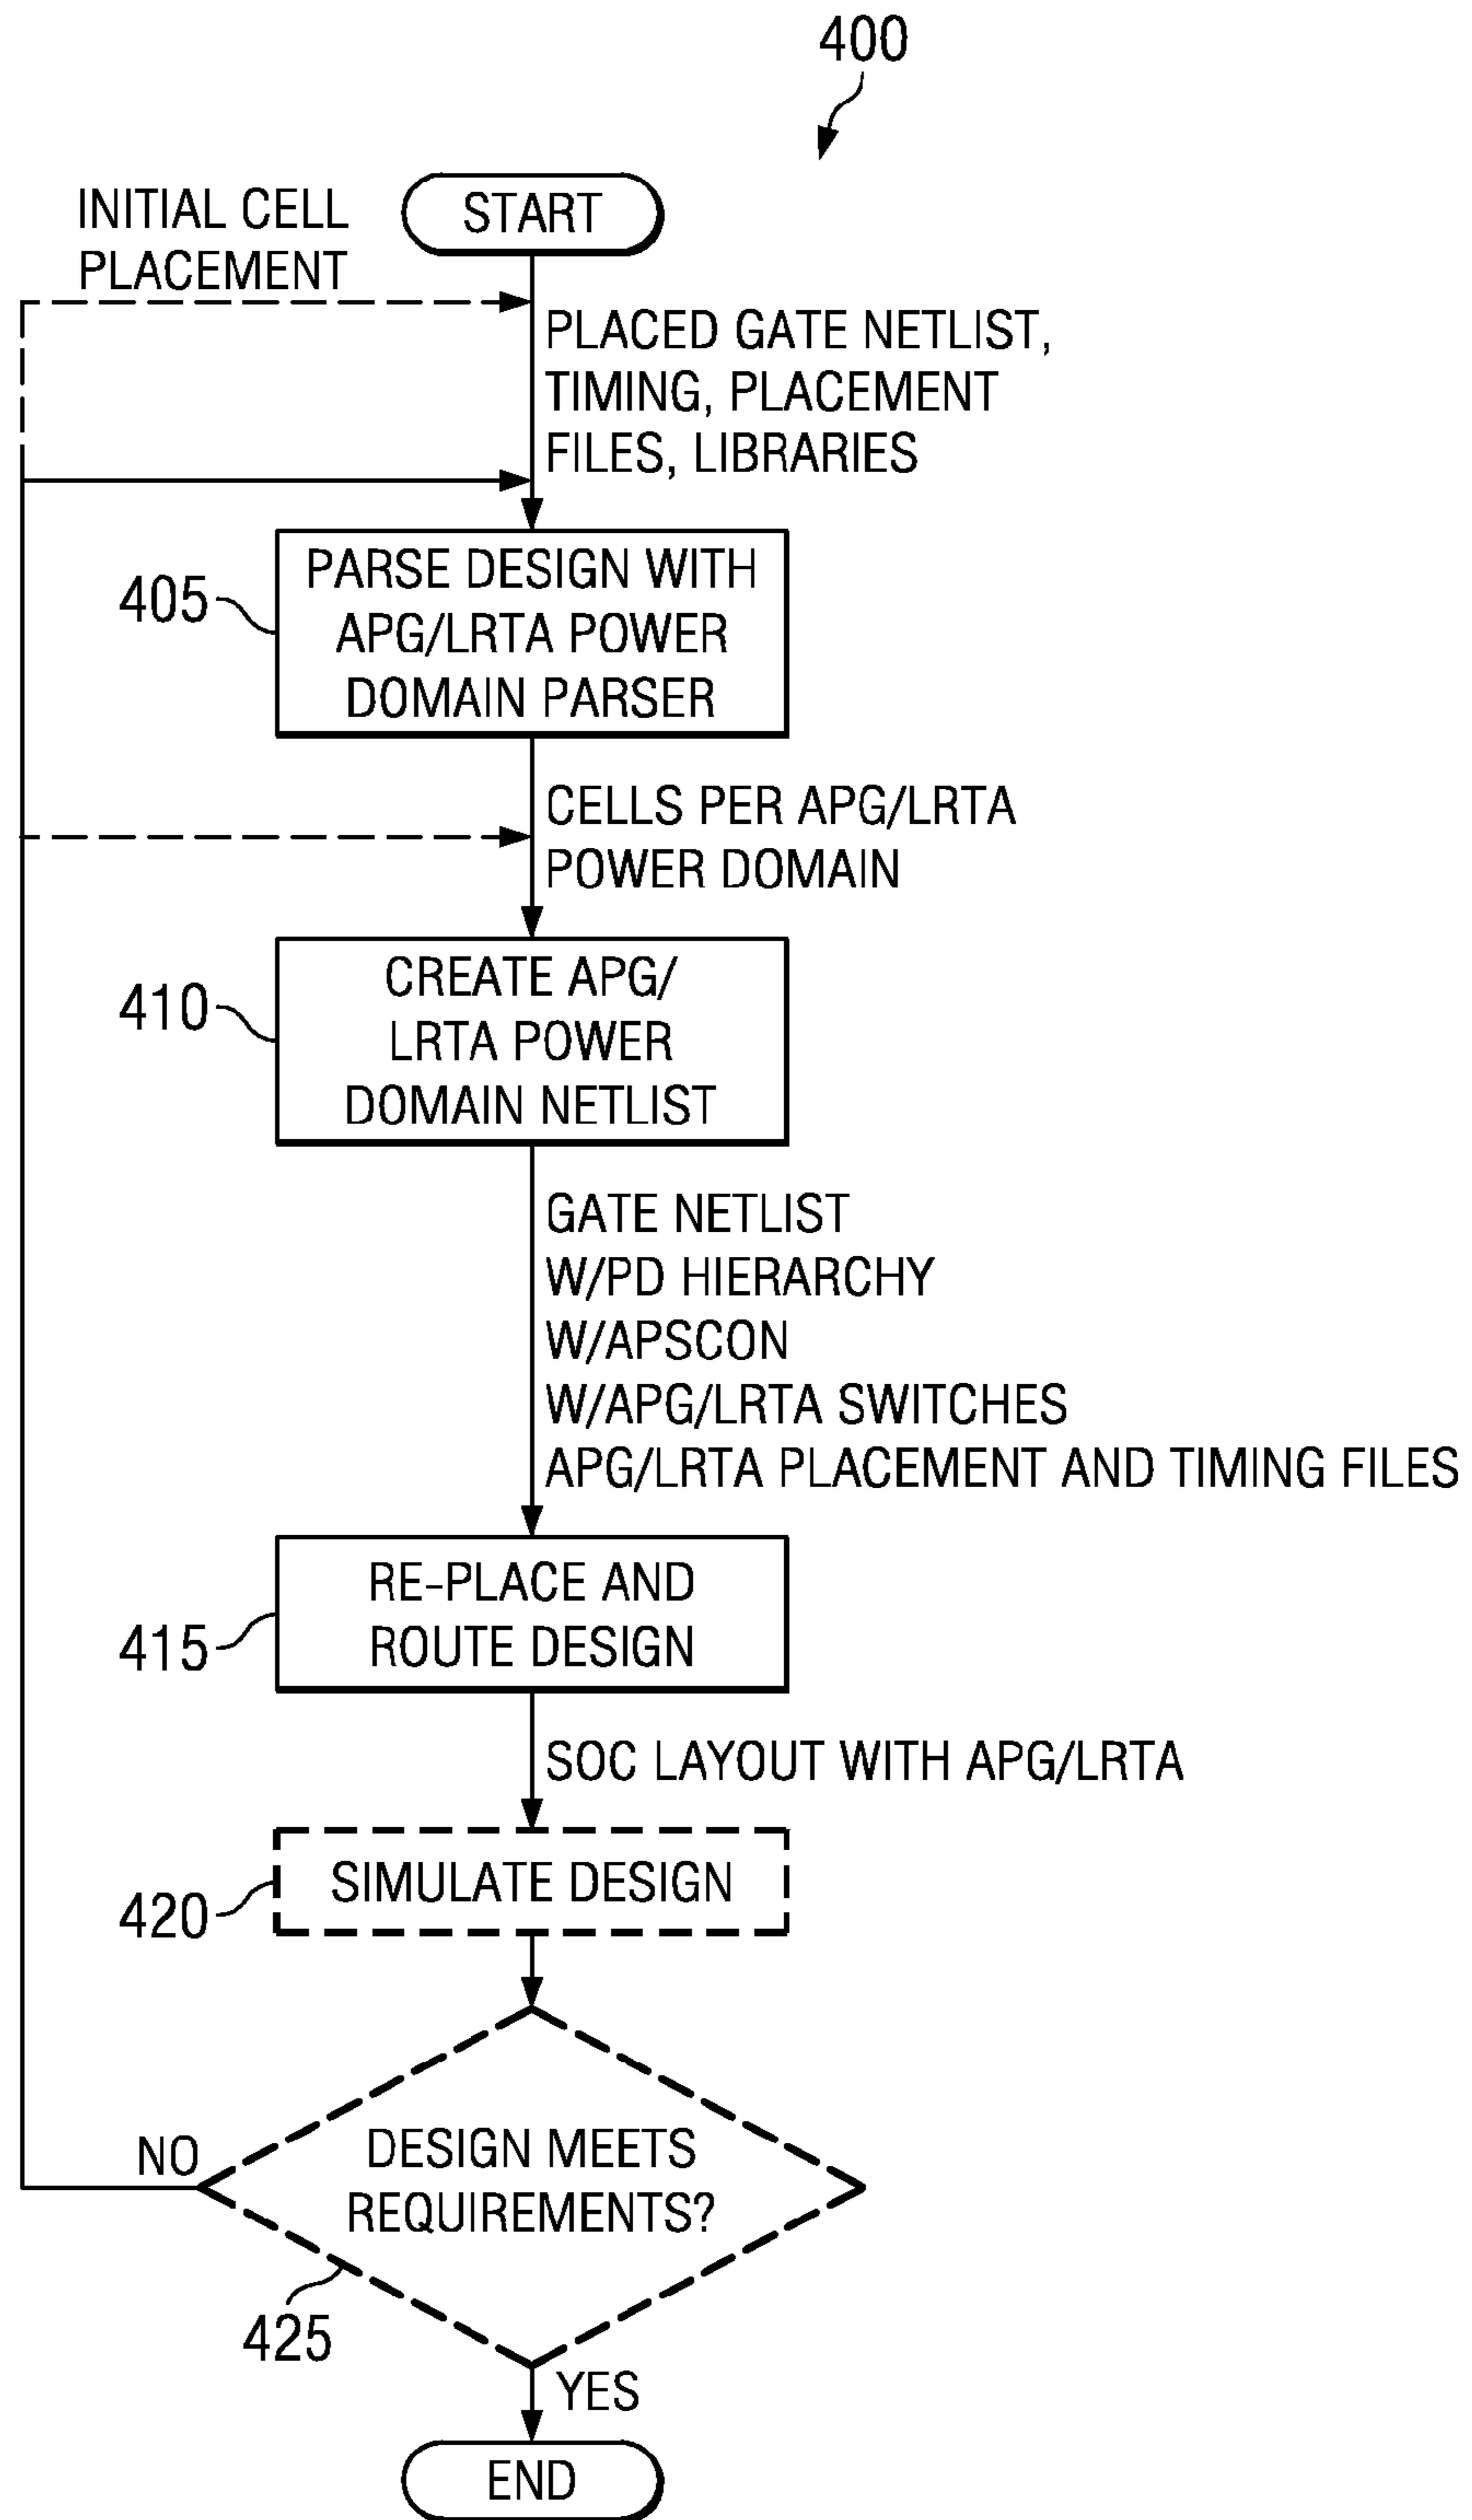 400
START
INITIAL CELL
PLACEMENT
PLACED GATE NETLIST,
TIMING, PLACEMENT
FILES, LIBRARIES
405
PARSE DESIGN WITH
APG/LRTA POWER
DOMAIN PARSER
CELLS PER APG/LRTA
POWER DOMAIN
410
CREATE APG/
LRTA POWER
DOMAIN NETLIST
GATE NETLIST
W/PD HIERARCHY
W/APSCON
W/APG/LRTA SWITCHES
APG/LRTA PLACEMENT AND TIMING FILES
415
RE-PLACE AND
ROUTE DESIGN
SOC LAYOUT WITH APG/LRTA
420
SIMULATE DESIGN
NO
DESIGN MEETS
REQUIREMENTS?
425
YES
END